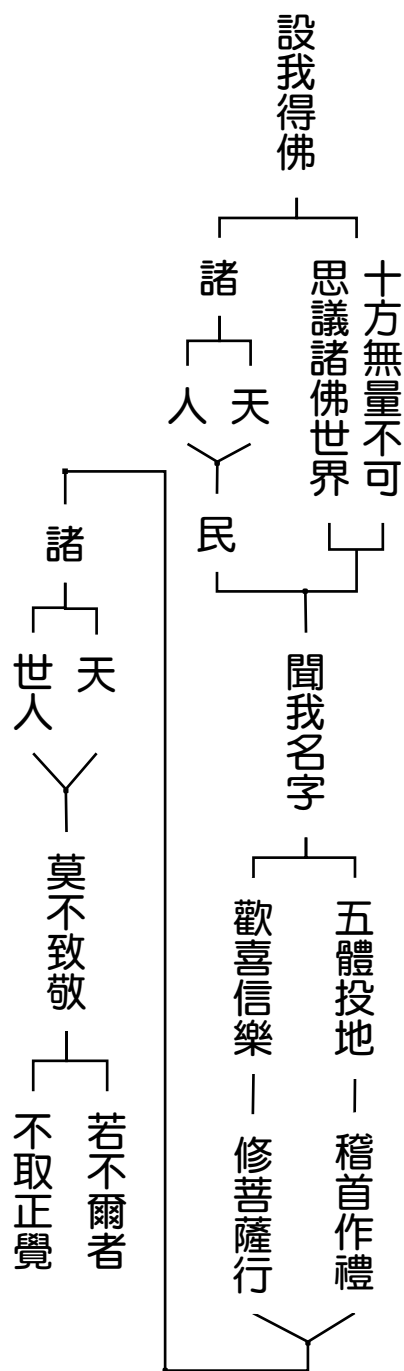 設我得佛
十方無量不可
思議諸佛世界
諸
天
人
民
聞我名字
五體投地
稽首作禮
歡喜信樂
修菩薩行
諸
天
世人
莫不致敬
若不爾者
不取正覺